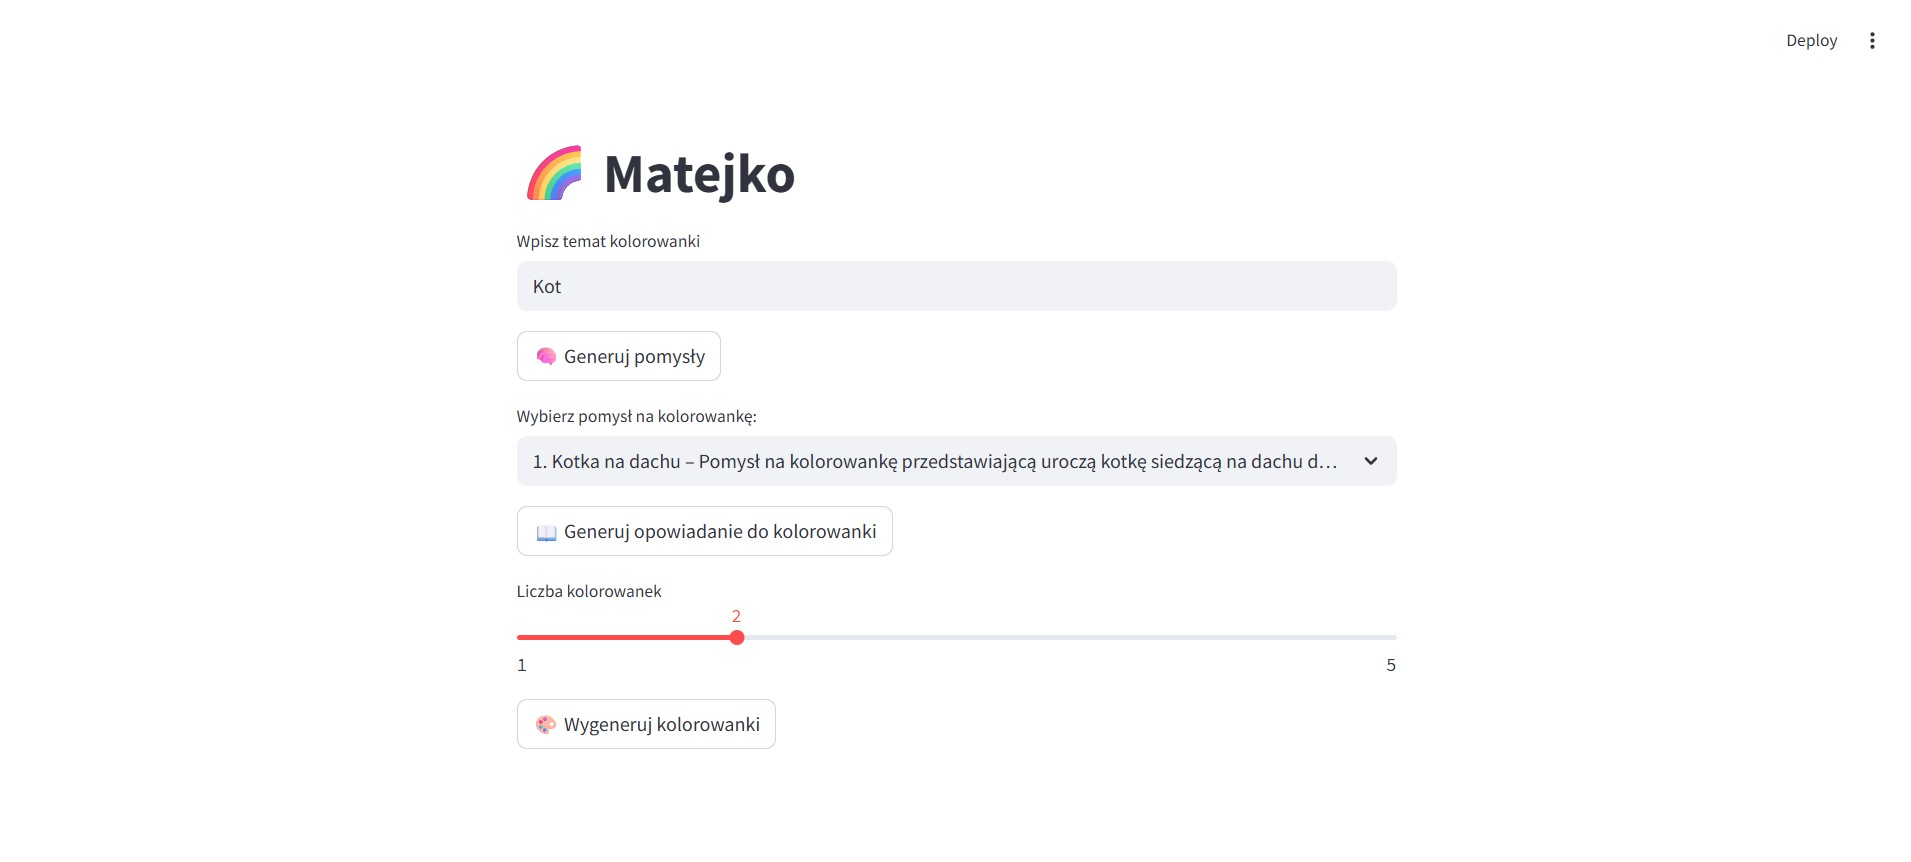 Deploy
Matejko
Wpisz temat kolorowanki
Kot
Generuj pomysły
Wybierz pomysł na kolorowankę:
1. Kotka na dachu – Pomysł na kolorowankę przedstawiającą uroczą kotkę siedzącą na dachu d…
Generuj opowiadanie do kolorowanki
Liczba kolorowanek
2
1 5
Wygeneruj kolorowanki